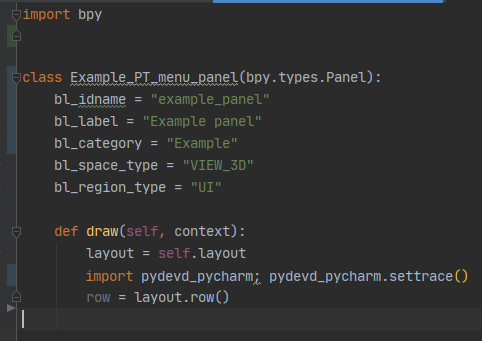 import bpy
class Example_PT_menu_panel(bpy.types.Panel):
bl_idname = "example_panel"
bl_label = "Example panel"
bl_category = "Example"
bl_space_type = "VIEW_3D"
bl_region_type = "UI"
def draw(self, context):
layout = self.layout
import pydevd_pycharm; pydevd_pycharm.settrace()
row = layout.row()